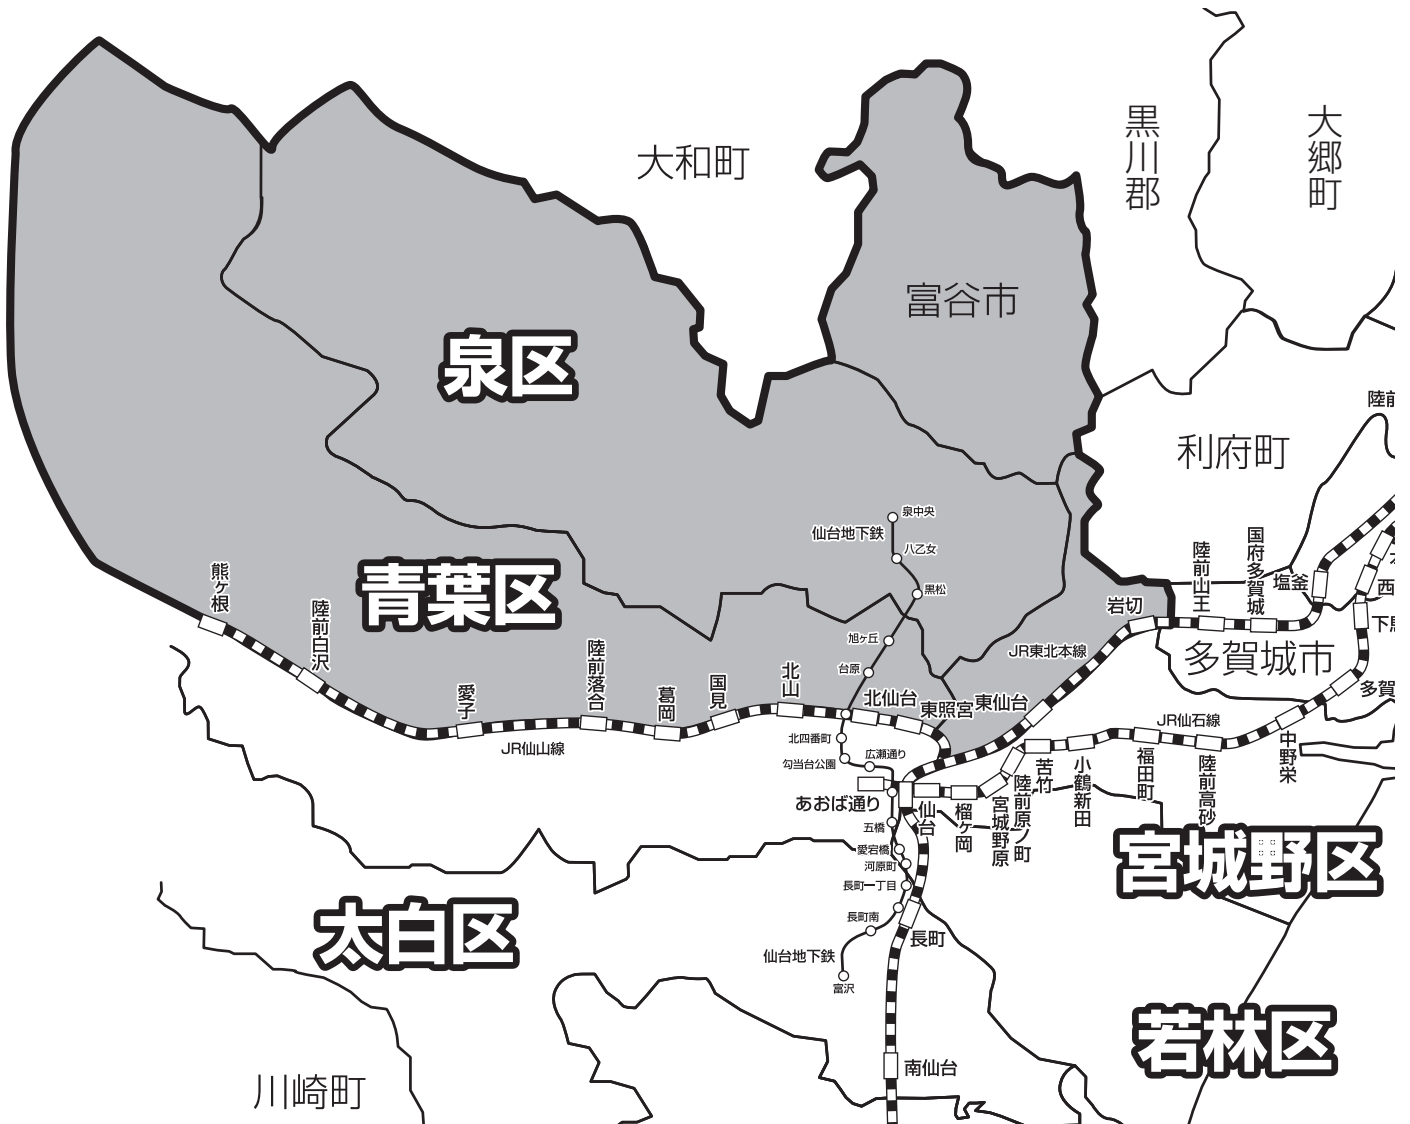 大和町
黒川郡
大郷町
富谷市
泉区
利府町
陸前
泉中央
仙台地下鉄
八乙女
黒松
青葉区
熊ヶ根
陸前白沢
愛子
陸前落合
葛岡
国見
北山
旭ヶ丘
台原
北仙台
東照宮
東仙台
JR東北本線
岩切
陸前山王
国府多賀城
塩釜
西
下馬
多賀城市
多賀
JR仙山線
JR仙石線
北四番町
勾当台公園
広瀬通り
あおば通り
仙台
榴ヶ岡
宮城野原
陸前原ノ町
苦竹
小鶴新田
福田町
陸前高砂
中野栄
五橋
愛宕橋
河原町
長町一丁目
長町南
長町
仙台地下鉄
富沢
宮城野区
太白区
若林区
南仙台
川崎町